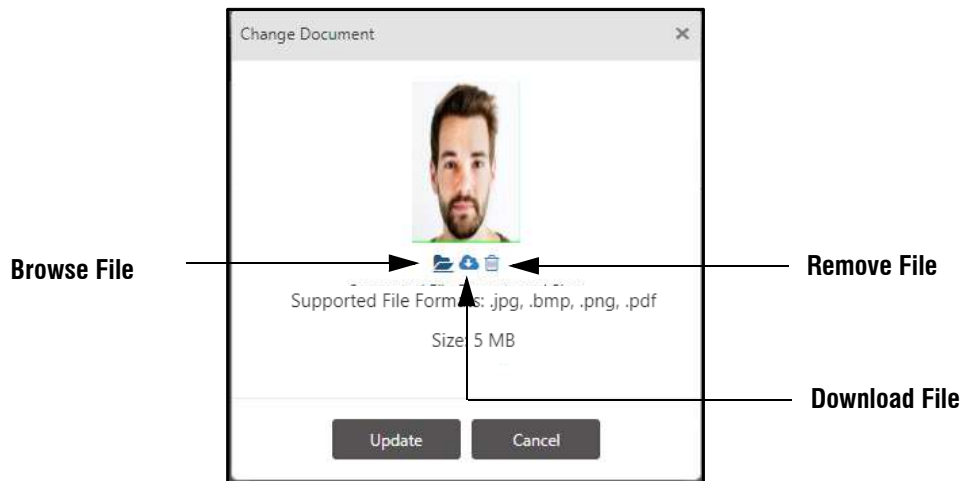 Change Document
Browse File
Remove File
Supported File Formats: .jpg, .bmp, .png, .pdf
Size: 5 MB
Download File
Update
Cancel